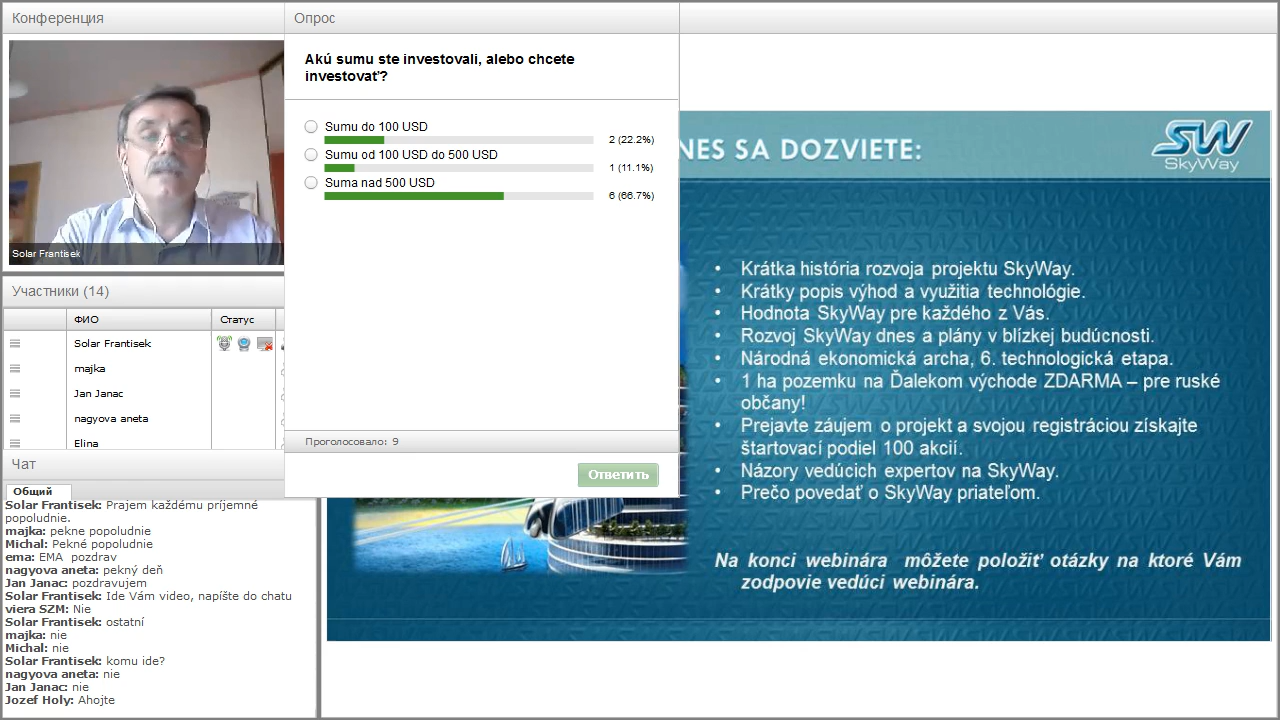 Конференция
Solar Frantisek
Участники (14)
ФИО
Статус
Solar Frantisek
majka
Jan Janac
nagyova aneta
Elina
Чат
Общий
Solar Frantisek: Prajem každému príjemné
popoludnie.
majka: pekne popoludnie
Michal: Pekné popoludnie
ema: EMA pozdrav
nagyova aneta: pekný deň
Jan Janac: pozdravujem
Solar Frantisek: Ide Vám video, napíšte do chatu
viera SZM: Nie
Solar Frantisek: ostatní
majka: nie
Michal: nie
Solar Frantisek: komu ide?
nagyova aneta: nie
Jan Janac: nie
Jozef Holy: Ahojte
Опрос
Akú sumu ste investovali, alebo chcete
investovať?
Sumu do 100 USD
2 (22.2%)
Sumu od 100 USD do 500 USD
1 (11.1%)
Suma nad 500 USD
6 (66.7%)
Проголосовало: 9
Ответить
NES SA DOZVIETE:
SW
SkyWay
• Krátka história rozvoja projektu SkyWay.
• Krátky popis výhod a využitia technológie.
• Hodnota SkyWay pre každého z Vás.
• Rozvoj SkyWay dnes a plány v blízkej budúcnosti.
• Národná ekonomická archa, 6. technologická etapa.
• 1 ha pozemku na Ďalekom východe ZDARMA – pre ruské
občany!
• Prejavte záujem o projekt a svojou registráciou získajte
štartovací podiel 100 akcií.
• Názory vedúcich expertov na SkyWay.
• Prečo povedať o SkyWay priateľom.
Na konci webinára môžete položiť otázky na ktoré Vám
zodpovie vedúci webinára.